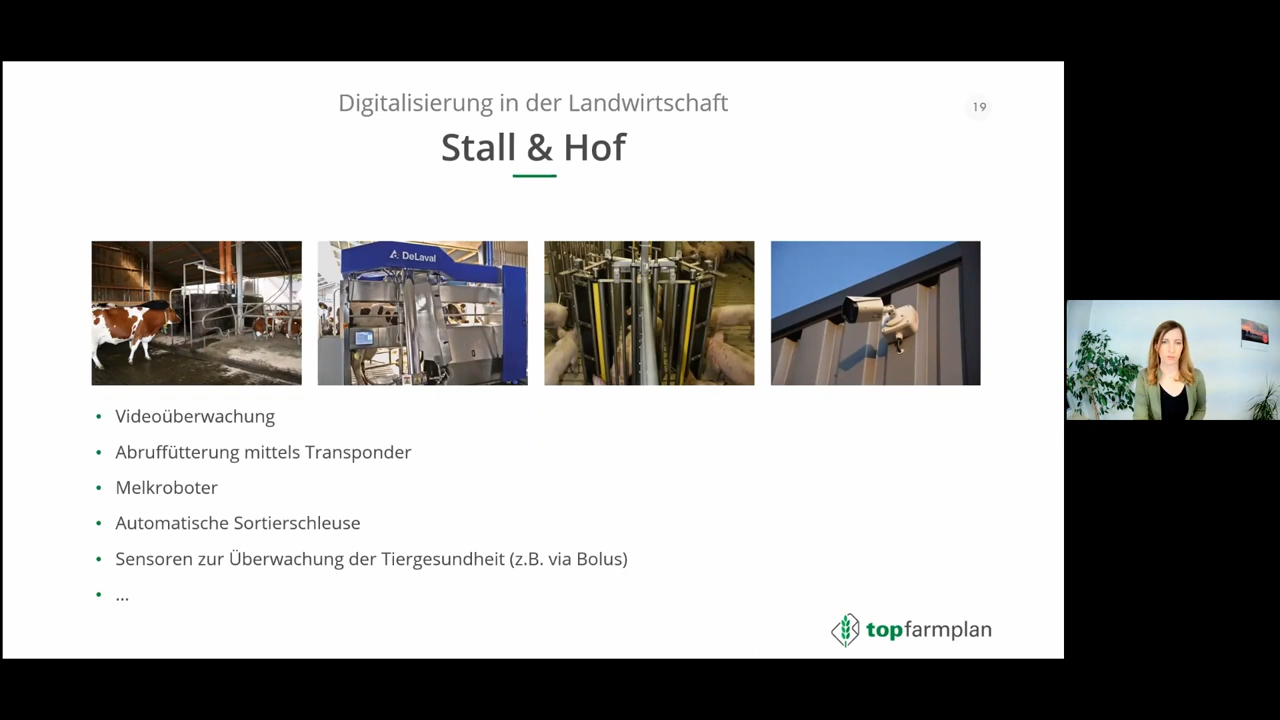 Digitalisierung in der Landwirtschaft
19
Stall & Hof
DeLaval
• Videoüberwachung
• Abruffütterung mittels Transponder
• Melkroboter
• Automatische Sortierschleuse
• Sensoren zur Überwachung der Tiergesundheit (z.B. via Bolus)
• ...
topfarmplan